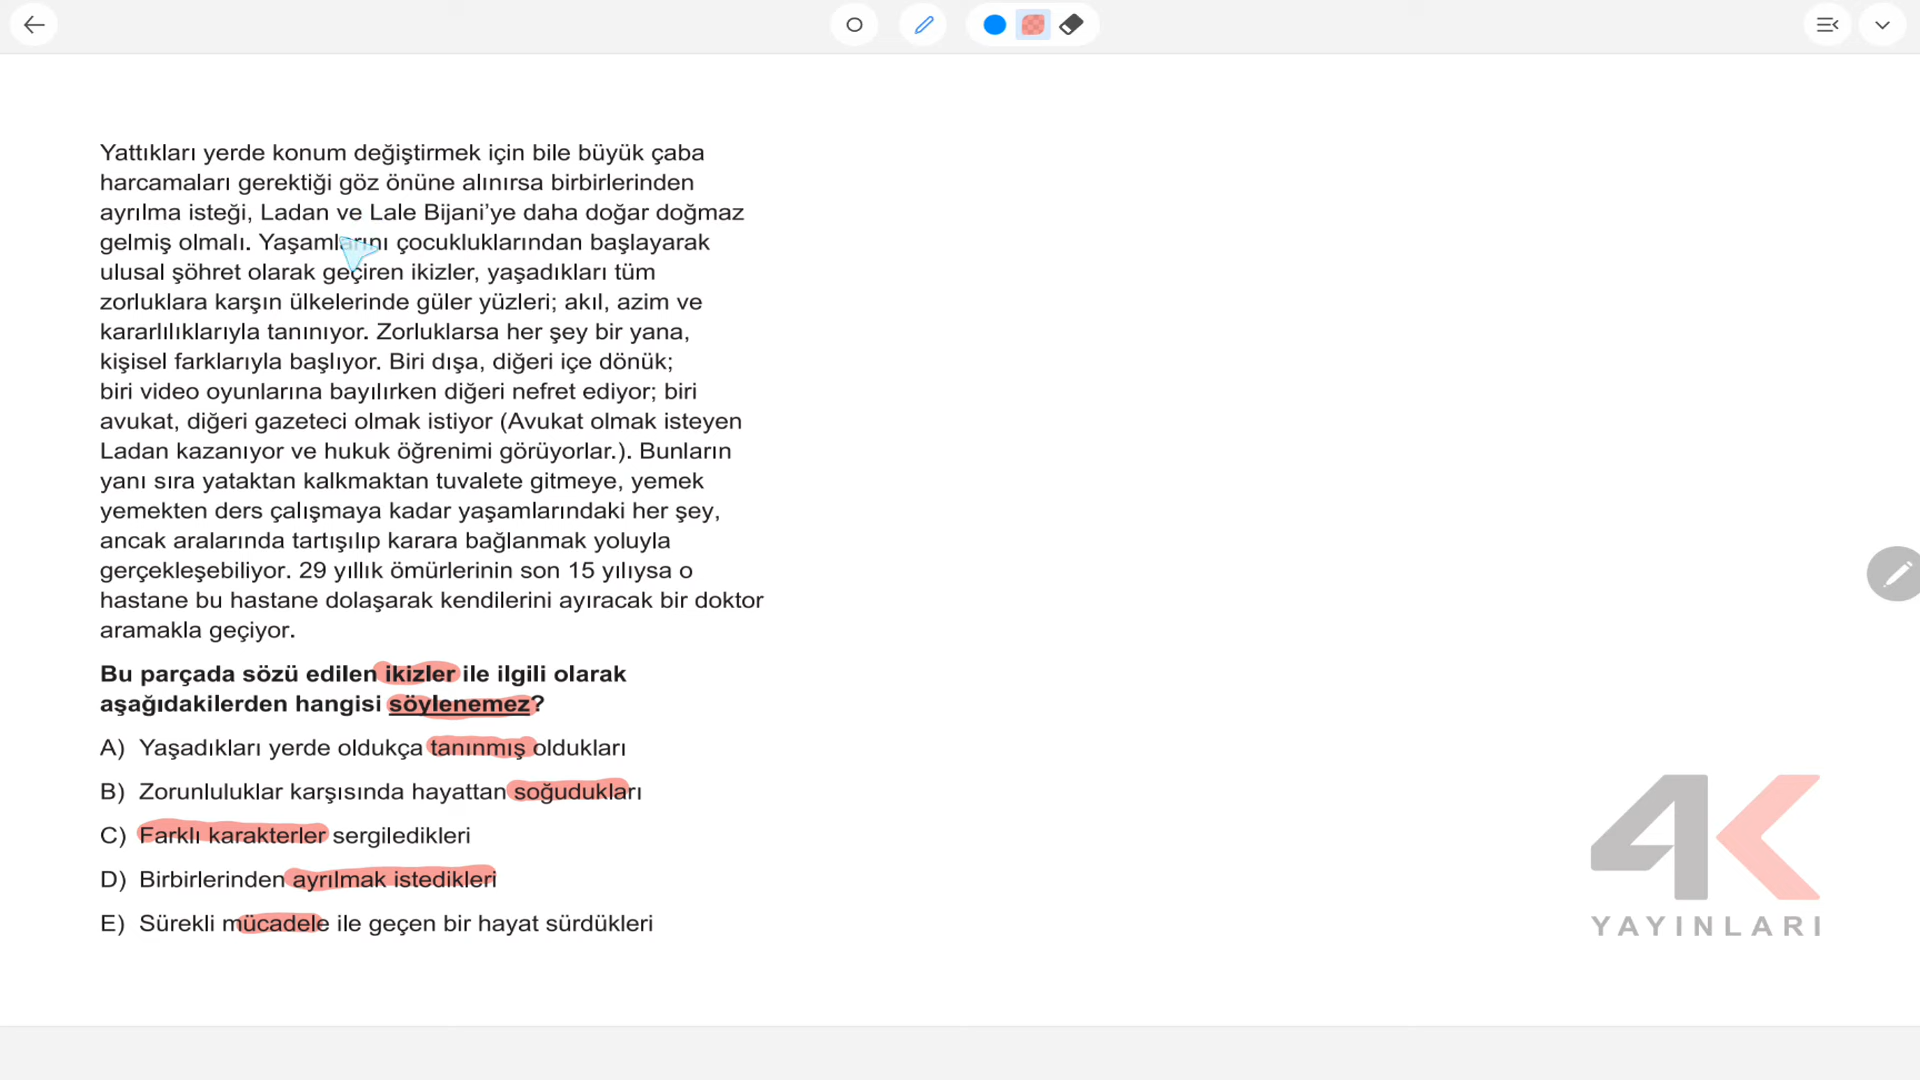 Yattıkları yerde konum değiştirmek için bile büyük çaba
harcamaları gerektiği göz önüne alınırsa birbirlerinden
ayrılma isteği, Ladan ve Lale Bijani’ye daha doğar doğmaz
gelmiş olmalı. Yaşamlarını çocukluklarından başlayarak
ulusal şöhret olarak geçiren ikizler, yaşadıkları tüm
zorluklara karşın ülkelerinde güler yüzleri; akıl, azim ve
kararlılıklarıyla tanınıyor. Zorluklarsa her şey bir yana,
kişisel farklarıyla başlıyor. Biri dışa, diğeri içe dönük;
biri video oyunlarına bayılırken diğeri nefret ediyor; biri
avukat, diğeri gazeteci olmak istiyor (Avukat olmak isteyen
Ladan kazanıyor ve hukuk öğrenimi görüyorlar.). Bunların
yanı sıra yataktan kalkmaktan tuvalete gitmeye, yemek
yemekten ders çalışmaya kadar yaşamlarındaki her şey,
ancak aralarında tartışılıp karara bağlanmak yoluyla
gerçekleşebiliyor. 29 yıllık ömürlerinin son 15 yılıysa o
hastane bu hastane dolaşarak kendilerini ayıracak bir doktor
aramakla geçiyor.
Bu parçada sözü edilen ikizler ile ilgili olarak
aşağıdakilerden hangisi söylenemez?
A) Yaşadıkları yerde oldukça tanınmış oldukları
B) Zorunluluklar karşısında hayattan soğudukları
C) Farklı karakterler sergiledikleri
D) Birbirlerinden ayrılmak istedikleri
E) Sürekli mücadele ile geçen bir hayat sürdükleri
4K
YAYINLARI